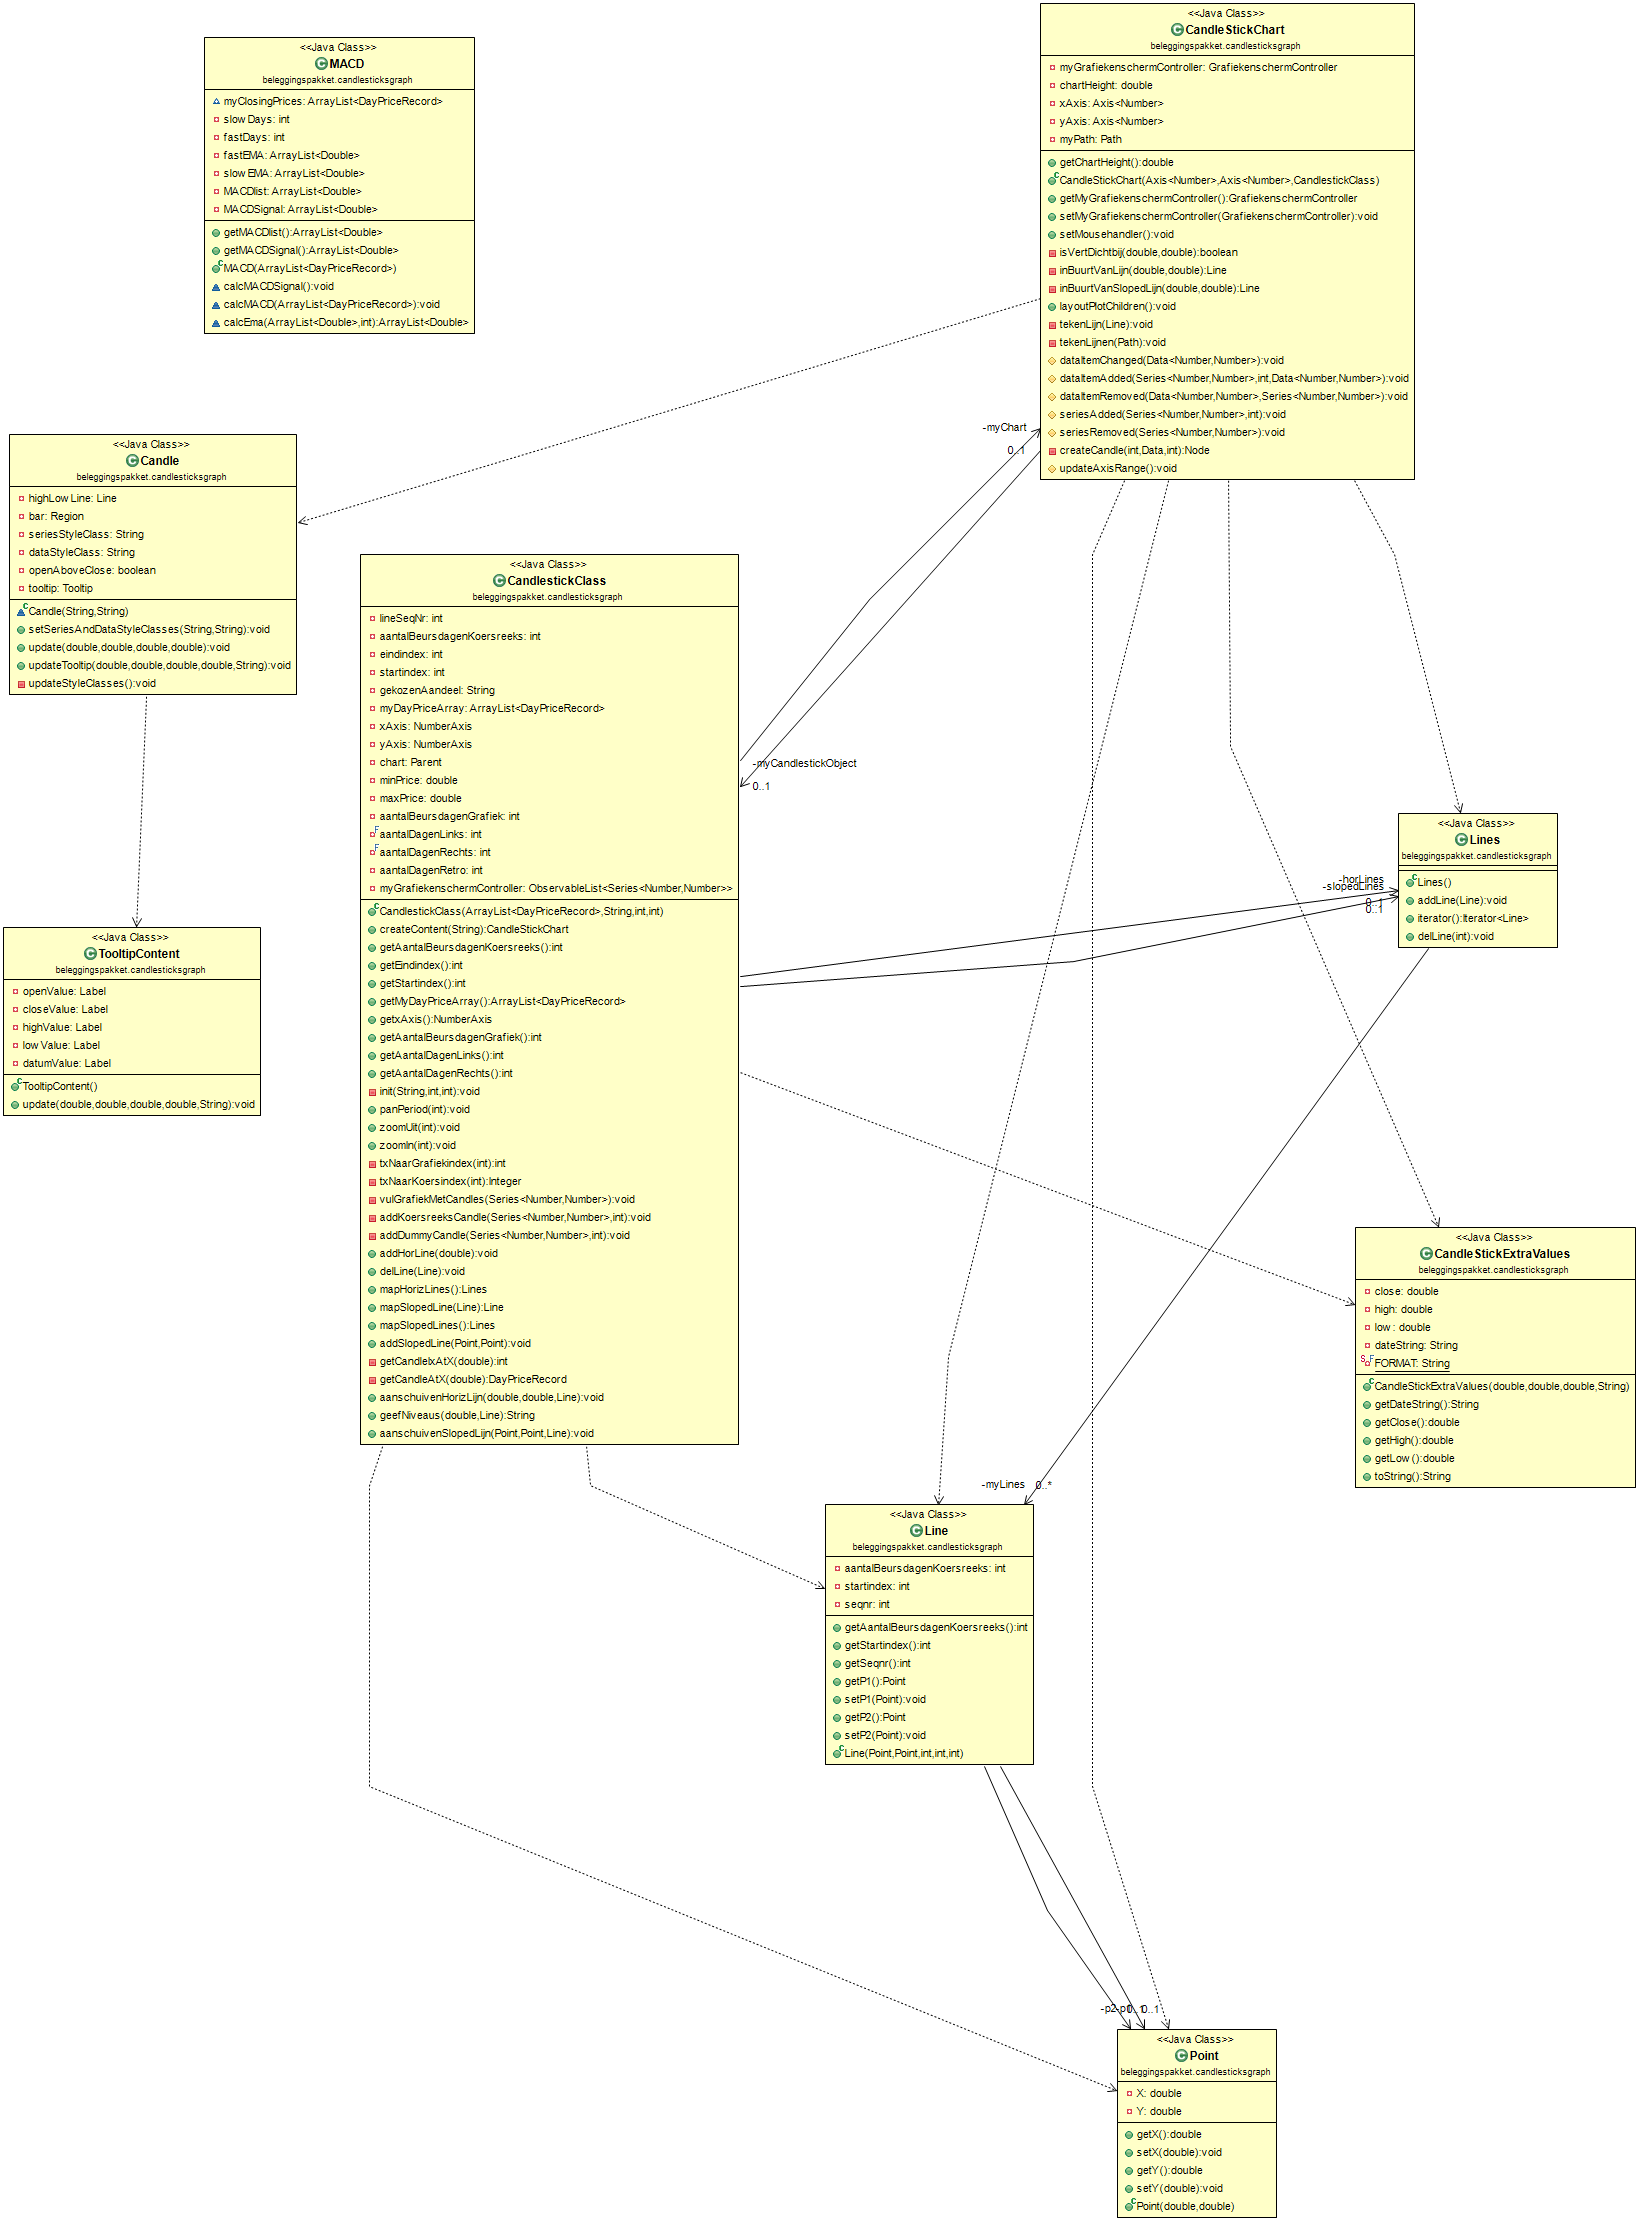 <<Java Class>>
MACD
beleggingspakket.candlesticksgraph
myClosingPrices: ArrayList<DayPriceRecord>
slowDays: int
fastDays: int
fastEMA: ArrayList<Double>
slowEMA: ArrayList<Double>
MACDlist: ArrayList<Double>
MACDSignal: ArrayList<Double>
getMACDlist():ArrayList<Double>
getMACDSignal():ArrayList<Double>
MACD(ArrayList<DayPriceRecord>)
calcMACDSignal():void
calcMACD(ArrayList<DayPriceRecord>):void
calcEma(ArrayList<Double>,int):ArrayList<Double>
<<Java Class>>
CandleStickChart
beleggingspakket.candlesticksgraph
myGrafiekenschermController: GrafiekenschermController
chartHeight: double
xAxis: Axis<Number>
yAxis: Axis<Number>
myPath: Path
getChartHeight():double
CandleStickChart(Axis<Number>,Axis<Number>,CandlestickClass)
getMyGrafiekenschermController():GrafiekenschermController
setMyGrafiekenschermController(GrafiekenschermController):void
setMousehandler():void
isVertDichtbij(double,double):boolean
inBuurtVanLijn(double,double):Line
inBuurtVanSlopedLijn(double,double):Line
layoutPlotChildren():void
tekenLijn(Line):void
tekenLijnen(Path):void
dataItemChanged(Data<Number,Number>):void
dataItemAdded(Series<Number,Number>,int,Data<Number,Number>):void
dataItemRemoved(Data<Number,Number>,Series<Number,Number>):void
seriesAdded(Series<Number,Number>,int):void
seriesRemoved(Series<Number,Number>):void
createCandle(int,Data,int):Node
updateAxisRange():void
-myChart
0..1
<<Java Class>>
Candle
beleggingspakket.candlesticksgraph
highLowLine: Line
bar: Region
seriesStyleClass: String
dataStyleClass: String
openAboveClose: boolean
tooltip: Tooltip
Candle(String,String)
setSeriesAndDataStyleClasses(String,String):void
update(double,double,double,double):void
updateTooltip(double,double,double,double,String):void
updateStyleClasses():void
<<Java Class>>
CandlestickClass
beleggingspakket.candlesticksgraph
lineSeqNr: int
aantalBeursdagenKoersreeks: int
eindindex: int
startindex: int
gekozenAandeel: String
myDayPriceArray: ArrayList<DayPriceRecord>
xAxis: NumberAxis
yAxis: NumberAxis
chart: Parent
minPrice: double
maxPrice: double
aantalBeursdagenGrafiek: int
aantalDagenLinks: int
aantalDagenRechts: int
aantalDagenRetro: int
myGrafiekenschermController: ObservableList<Series<Number,Number>>
CandlestickClass(ArrayList<DayPriceRecord>,String,int,int)
createContent(String):CandleStickChart
getAantalBeursdagenKoersreeks():int
getEindindex():int
getStartindex():int
getMyDayPriceArray():ArrayList<DayPriceRecord>
getxAxis():NumberAxis
getAantalBeursdagenGrafiek():int
getAantalDagenLinks():int
getAantalDagenRechts():int
init(String,int,int):void
panPeriod(int):void
zoomUit(int):void
zoomIn(int):void
txNaarGrafiekindex(int):int
txNaarKoersindex(int):Integer
vulGrafiekMetCandles(Series<Number,Number>):void
addKoersreeksCandle(Series<Number,Number>,int):void
addDummyCandle(Series<Number,Number>,int):void
addHorLine(double):void
delLine(Line):void
mapHorizLines():Lines
mapSlopedLine(Line):Line
mapSlopedLines():Lines
addSlopedLine(Point,Point):void
getCandleIxAtX(double):int
getCandleAtX(double):DayPriceRecord
aanschuivenHorizLijn(double,double,Line):void
geefNiveaus(double,Line):String
aanschuivenSlopedLijn(Point,Point,Line):void
-myCandlestickObject
0..1
<<Java Class>>
Lines
beleggingspakket.candlesticksgraph
Lines()
addLine(Line):void
iterator():Iterator<Line>
delLine(int):void
-horLines
-slopedLines
0..1
0..1
<<Java Class>>
TooltipContent
beleggingspakket.candlesticksgraph
openValue: Label
closeValue: Label
highValue: Label
lowValue: Label
datumValue: Label
TooltipContent()
update(double,double,double,double,String):void
<<Java Class>>
CandleStickExtraValues
beleggingspakket.candlesticksgraph
close: double
high: double
low: double
dateString: String
FORMAT: String
CandleStickExtraValues(double,double,double,String)
getDateString():String
getClose():double
getHigh():double
getLow():double
toString():String
-myLines
0..*
<<Java Class>>
Line
beleggingspakket.candlesticksgraph
aantalBeursdagenKoersreeks: int
startindex: int
seqnr: int
getAantalBeursdagenKoersreeks():int
getStartindex():int
getSeqnr():int
getP1():Point
setP1(Point):void
getP2():Point
setP2(Point):void
Line(Point,Point,int,int,int)
-p2 -p1 0..1 0..1
<<Java Class>>
Point
beleggingspakket.candlesticksgraph
X: double
Y: double
getX():double
setX(double):void
getY():double
setY(double):void
Point(double,double)